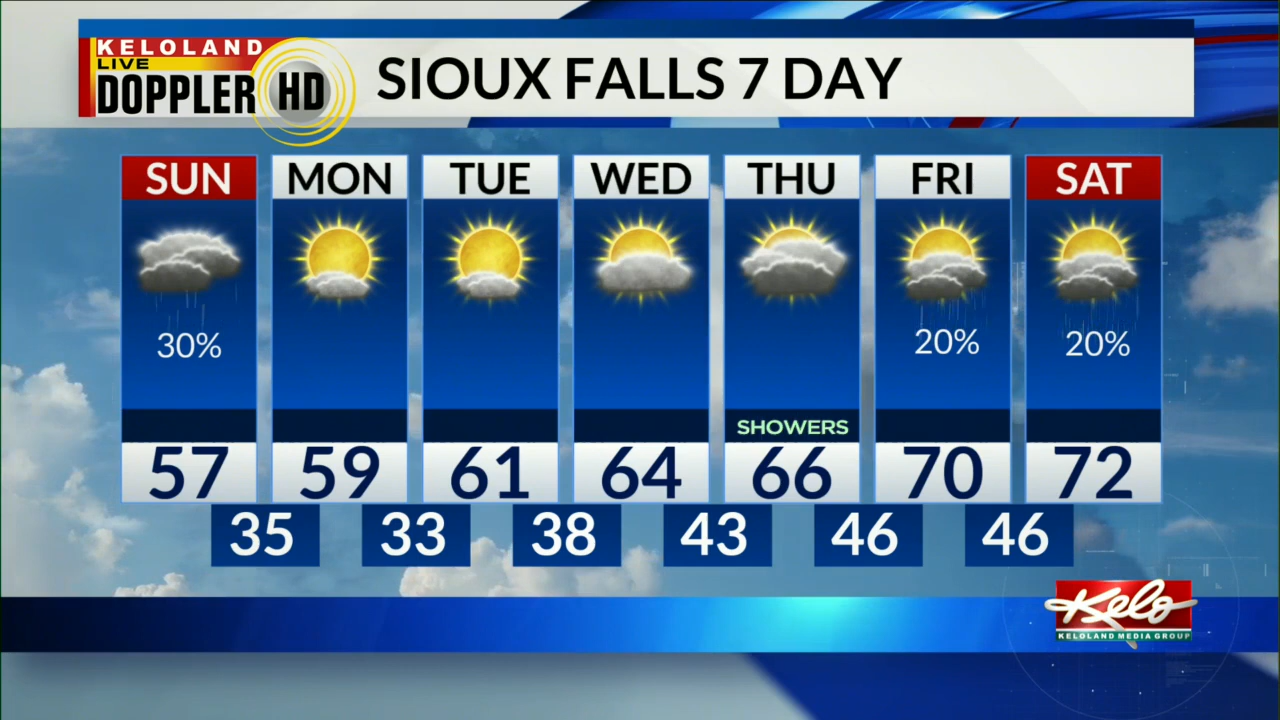 KELOLAND
LIVE
DOPPLER HD
SIOUX FALLS 7 DAY
SUN MON TUE WED THU FRI SAT
30% 20% 20%
SHOWERS
57 59 61 64 66 70 72
35 33 38 43 46 46
Kelo
KELOLAND MEDIA GROUP